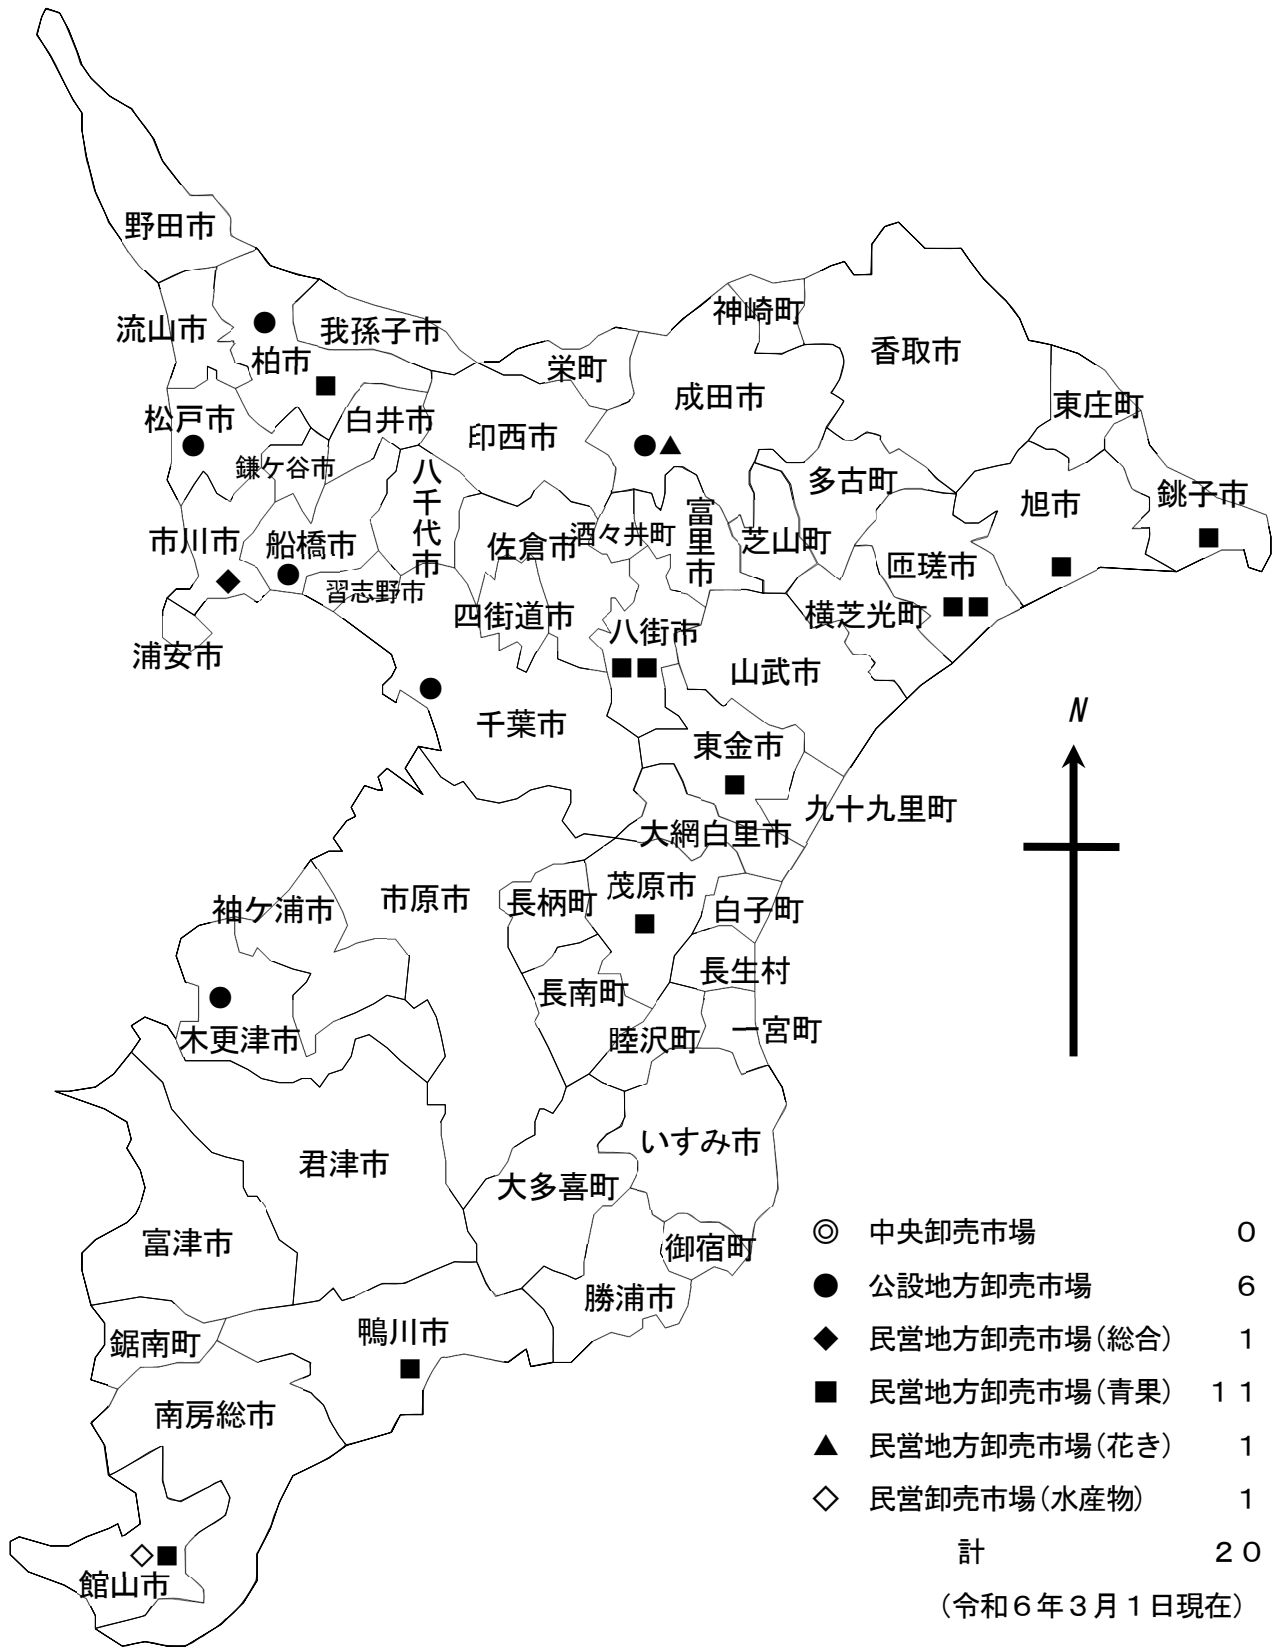 野田市
流山市
柏市
我孫子市
栄町
神崎町
香取市
成田市
東庄町
松戸市
白井市
印西市
鎌ケ谷市
八千代市
多古町
旭市
銚子市
市川市
船橋市
佐倉市
酒々井町
富里市
芝山町
匝瑳市
習志野市
四街道市
八街市
横芝光町
浦安市
山武市
千葉市
東金市
N
九十九里町
大網白里市
袖ケ浦市
市原市
長柄町
茂原市
白子町
長生村
長南町
木更津市
睦沢町
一宮町
いすみ市
君津市
大多喜町
富津市
御宿町
勝浦市
鋸南町
鴨川市
南房総市
館山市
◎ 中央卸売市場 0
● 公設地方卸売市場 6
◆ 民営地方卸売市場(総合) 1
■ 民営地方卸売市場(青果) 11
▲ 民営地方卸売市場(花き) 1
◇ 民営卸売市場(水産物) 1
計 20
(令和6年3月1日現在)